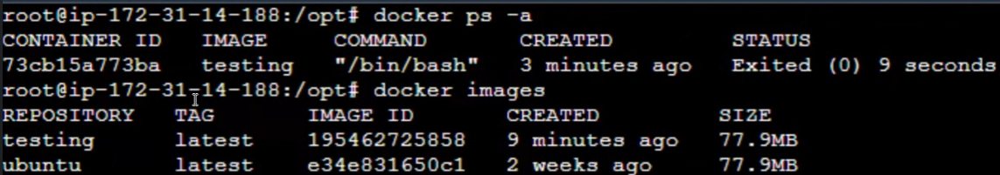 root@ip-172-31-14-188:/opt# docker ps -a
CONTAINER ID   IMAGE     COMMAND       CREATED         STATUS
73cb15a773ba   testing   "/bin/bash"   3 minutes ago   Exited (0) 9 seconds
root@ip-172-31-14-188:/opt# docker images
REPOSITORY   TAG       IMAGE ID       CREATED         SIZE
testing      latest    195462725858   9 minutes ago   77.9MB
ubuntu       latest    e34e831650c1   2 weeks ago     77.9MB